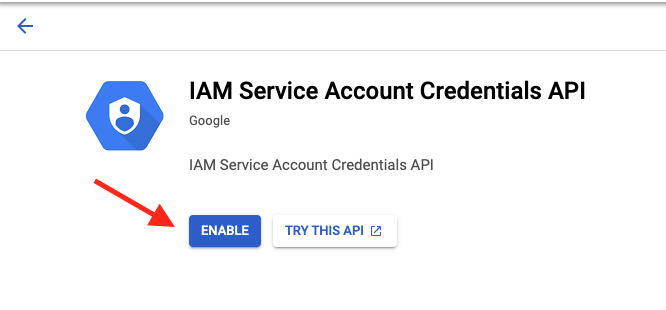 IAM Service Account Credentials API
Google
IAM Service Account Credentials API
ENABLE TRY THIS API